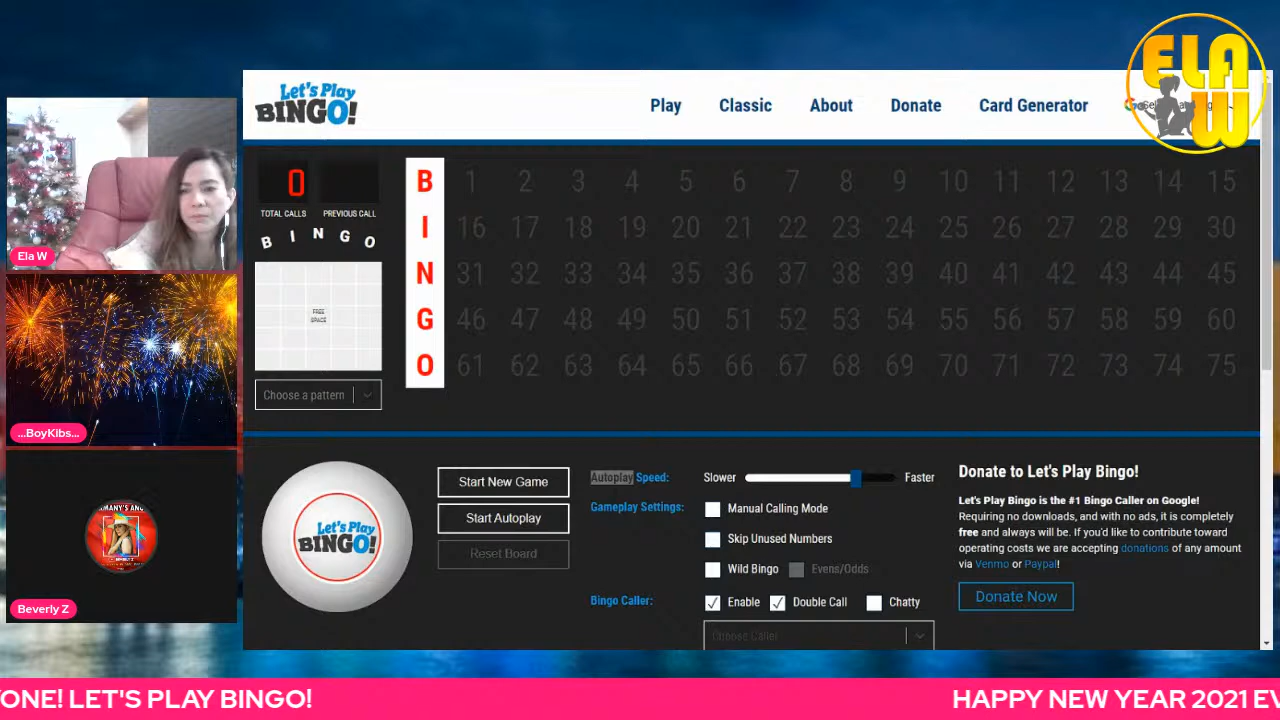 ELA
W
Let's Play
BINGO!
Play Classic About Donate Card Generator
0
TOTAL CALLS PREVIOUS CALL
B I N G O
FREE
SPACE
Choose a pattern
B 1 2 3 4 5 6 7 8 9 10 11 12 13 14 15
I 16 17 18 19 20 21 22 23 24 25 26 27 28 29 30
N 31 32 33 34 35 36 37 38 39 40 41 42 43 44 45
G 46 47 48 49 50 51 52 53 54 55 56 57 58 59 60
O 61 62 63 64 65 66 67 68 69 70 71 72 73 74 75
Ela W
...BoyKibs...
Beverly Z
Let's Play
BINGO!
Start New Game
Start Autoplay
Reset Board
Autoplay Speed: Slower Faster
Gameplay Settings: Manual Calling Mode
Skip Unused Numbers
Wild Bingo Evens/Odds
Bingo Caller: Enable Double Call Chatty
Choose Caller
Donate to Let's Play Bingo!
Let's Play Bingo is the #1 Bingo Caller on Google!
Requiring no downloads, and with no ads, it is completely
free and always be. If you'd like to contribute toward
operating costs we are accepting donations of any amount
via Venmo or Paypal!
Donate Now
YONE! LET'S PLAY BINGO! HAPPY NEW YEAR 2021 EV